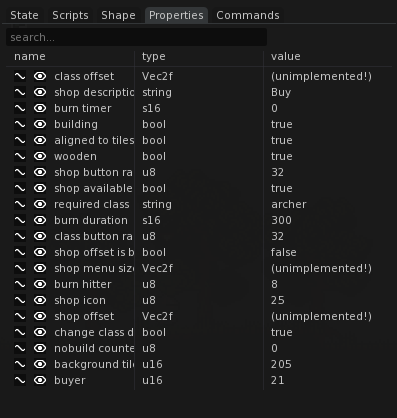 State Scripts Shape Properties Commands
search...
name type value
class offset Vec2f (unimplemented!)
shop descriptic string Buy
burn timer s16 0
building bool true
aligned to tiles bool true
wooden bool true
shop button ra u8 32
shop available bool true
required class string archer
burn duration s16 300
class button ra u8 32
shop offset is b bool false
shop menu size Vec2f (unimplemented!)
burn hitter u8 8
shop icon u8 25
shop offset Vec2f (unimplemented!)
change class d bool true
nobuild counte u8 0
background tile u16 205
buyer u16 21